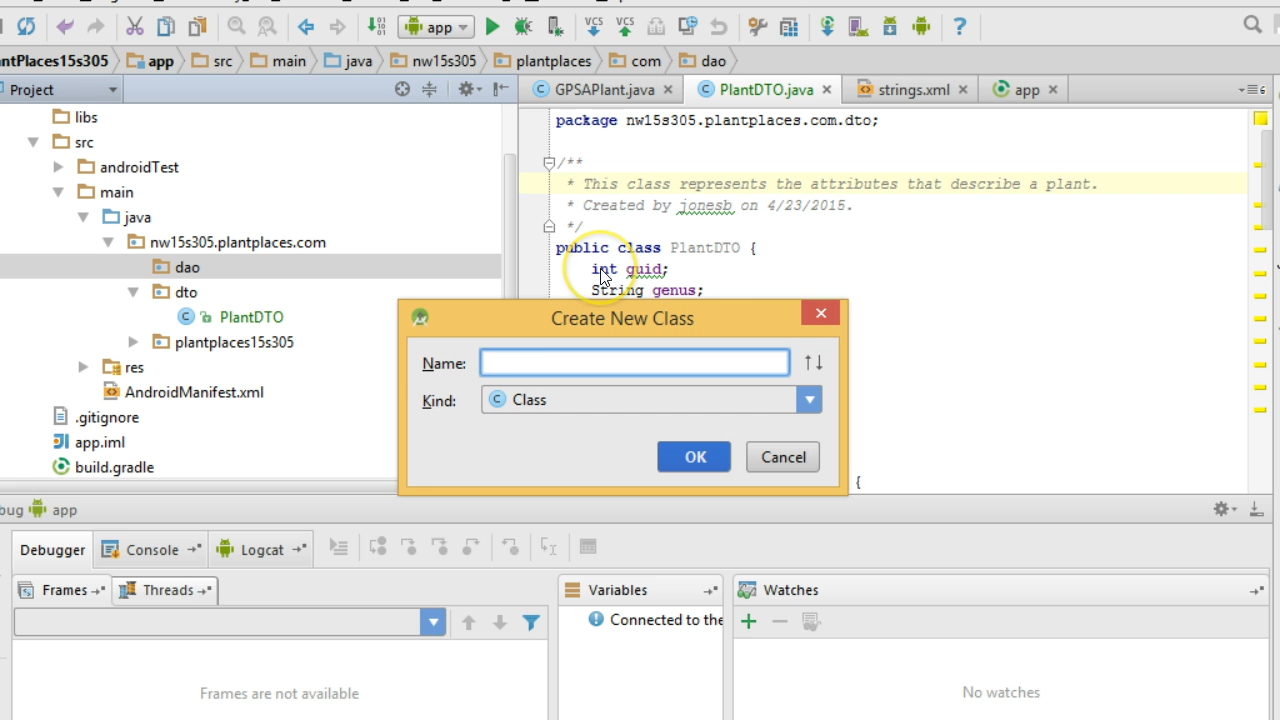 app
ntPlaces15s305 app src main java nw15s305 plantplaces com dao
Project
GPSAPlant.java PlantDTO.java strings.xml app
libs
src
androidTest
main
java
nw15s305.plantplaces.com
dao
dto
PlantDTO
plantplaces15s305
res
AndroidManifest.xml
.gitignore
app.iml
build.gradle
package nw15s305.plantplaces.com.dto;
/**
* This class represents the attributes that describe a plant.
* Created by jonesb on 4/23/2015.
*/
public class PlantDTO {
int guid;
String genus;
{
Create New Class
Name:
Kind: Class
OK Cancel
bug app
Debugger Console Logcat
Frames Threads
Variables
Watches
Connected to the
Frames are not available
No watches